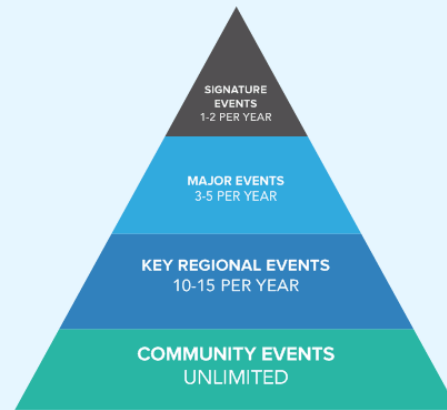 SIGNATURE
EVENTS
1-2 PER YEAR
MAJOR EVENTS
3-5 PER YEAR
KEY REGIONAL EVENTS
10-15 PER YEAR
COMMUNITY EVENTS
UNLIMITED